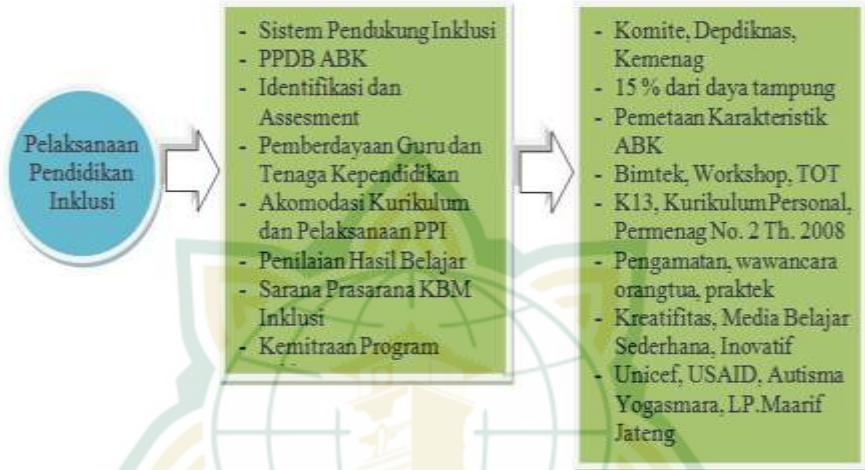 Pelaksanaan
Pendidikan
Inklusi
- Sistem Pendukung Inklusi
- PPDB ABK
- Identifikasi dan
Assesment
- Pemberdayaan Guru dan
Tenaga Kependidikan
- Akomodasi Kurikulum
dan Pelaksanaan PPI
- Penilaian Hasil Belajar
- Sarana Prasarana KBM
Inklusi
- Kemitraan Program
- Komite, Depdiknas,
Kemenag
- 15 % dari daya tampung
- Pemetaan Karakteristik
ABK
- Bimtek, Workshop, TOT
- K13, Kurikulum Personal,
Permenag No. 2 Th. 2008
- Pengamatan, wawancara
orangtua, praktek
- Kreatifitas, Media Belajar
Sederhana, Inovatif
- Unicef, USAID, Autisma
Yogasmara, LP.Maarif
Jateng